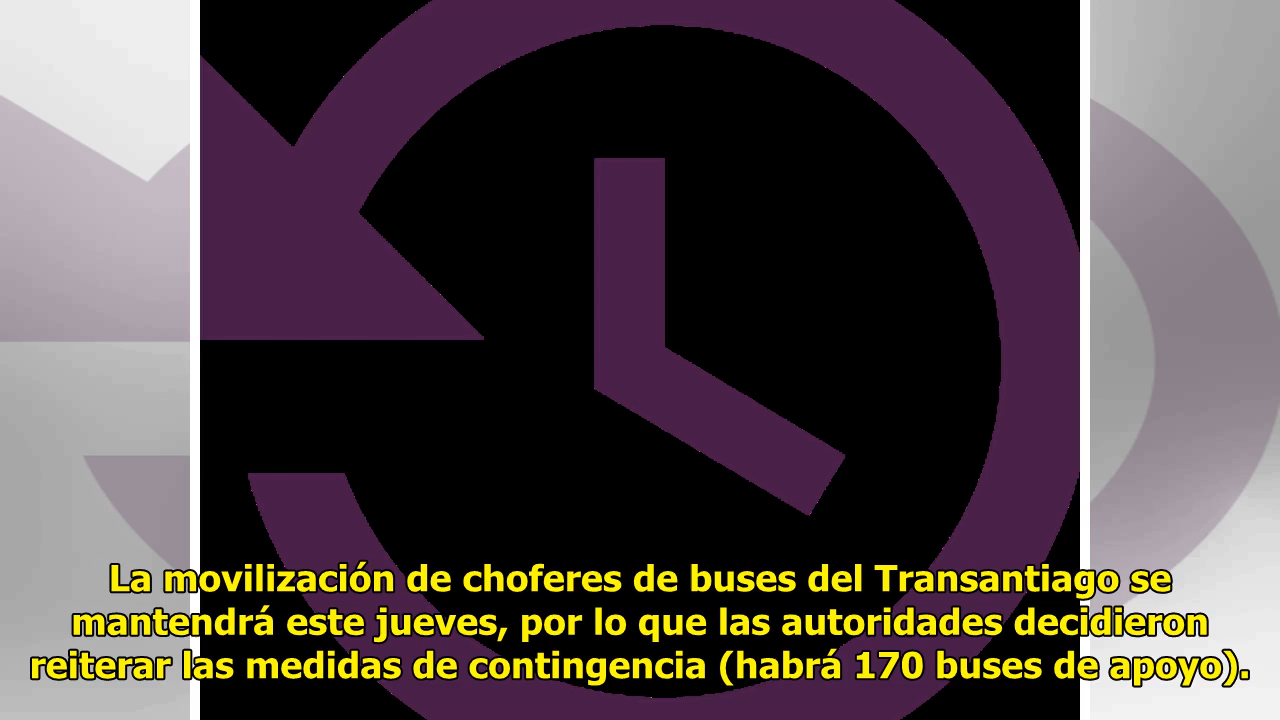 La movilización de choferes de buses del Transantiago se
mantendrá este jueves, por lo que las autoridades decidieron
reiterar las medidas de contingencia (habrá 170 buses de apoyo).